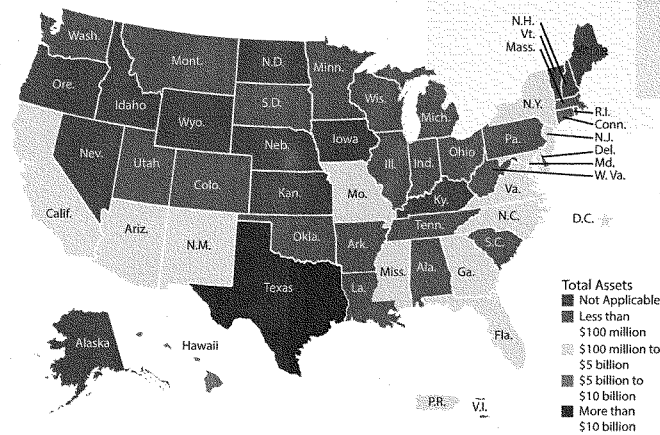 Wash.
Mont.
N.D.
Minn.
N.H.
Vt.
Mass.
Ore.
Idaho
Wyo.
S.D.
Wis.
Mich.
N.Y.
R.I.
Conn.
N.J.
Del.
Md.
W. Va.
Nev.
Utah
Colo.
Neb.
Iowa
Ill.
Ind.
Ohio
Pa.
Calif.
Kan.
Mo.
Ky.
Va.
Ariz.
N.M.
Okla.
Ark.
Tenn.
N.C.
D.C.
Texas
La.
Miss.
Ala.
Ga.
S.C.
Fla.
Alaska
Hawaii
P.R.
V.I.
Total Assets
Not Applicable
Less than
$100 million
$100 million to
$5 billion
$5 billion to
$10 billion
More than
$10 billion